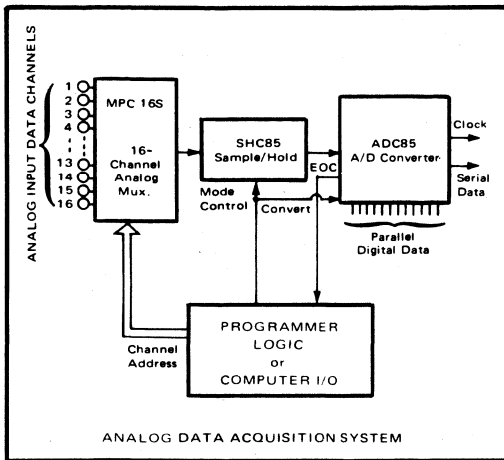 ANALOG INPUT DATA CHANNELS
1
2
3
4
13
14
15
16
MPC 16S
16-
Channel
Analog
Mux.
SHC85
Sample/Hold
ADC85
A/D Converter
Clock
Serial
Data
EOC
Mode
Control
Convert
Parallel
Digital Data
Channel
Address
PROGRAMMER
LOGIC
or
COMPUTER I/O
ANALOG DATA ACQUISITION SYSTEM